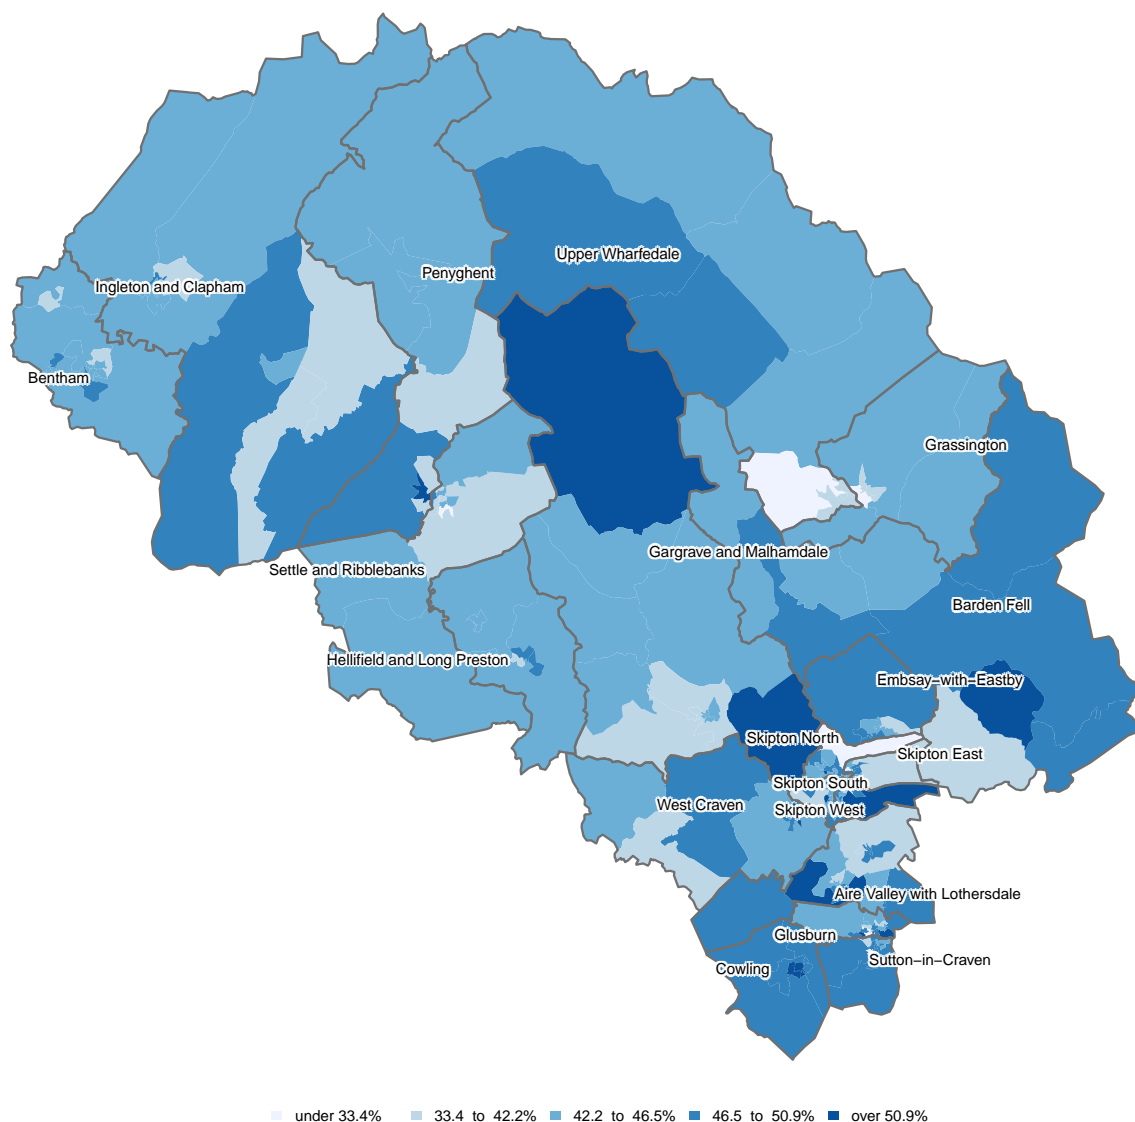 Upper Wharfedale
Penyghent
Ingleton and Clapham
Bentham
Grassington
Gargrave and Malhamdale
Settle and Ribblebanks
Barden Fell
Hellifield and Long Preston
Embsay−with−Eastby
Skipton North
Skipton East
Skipton South
West Craven
Skipton West
Aire Valley with Lothersdale
Glusburn
Sutton−in−Craven
Cowling
under 33.4% 33.4 to 42.2% 42.2 to 46.5% 46.5 to 50.9% over 50.9%